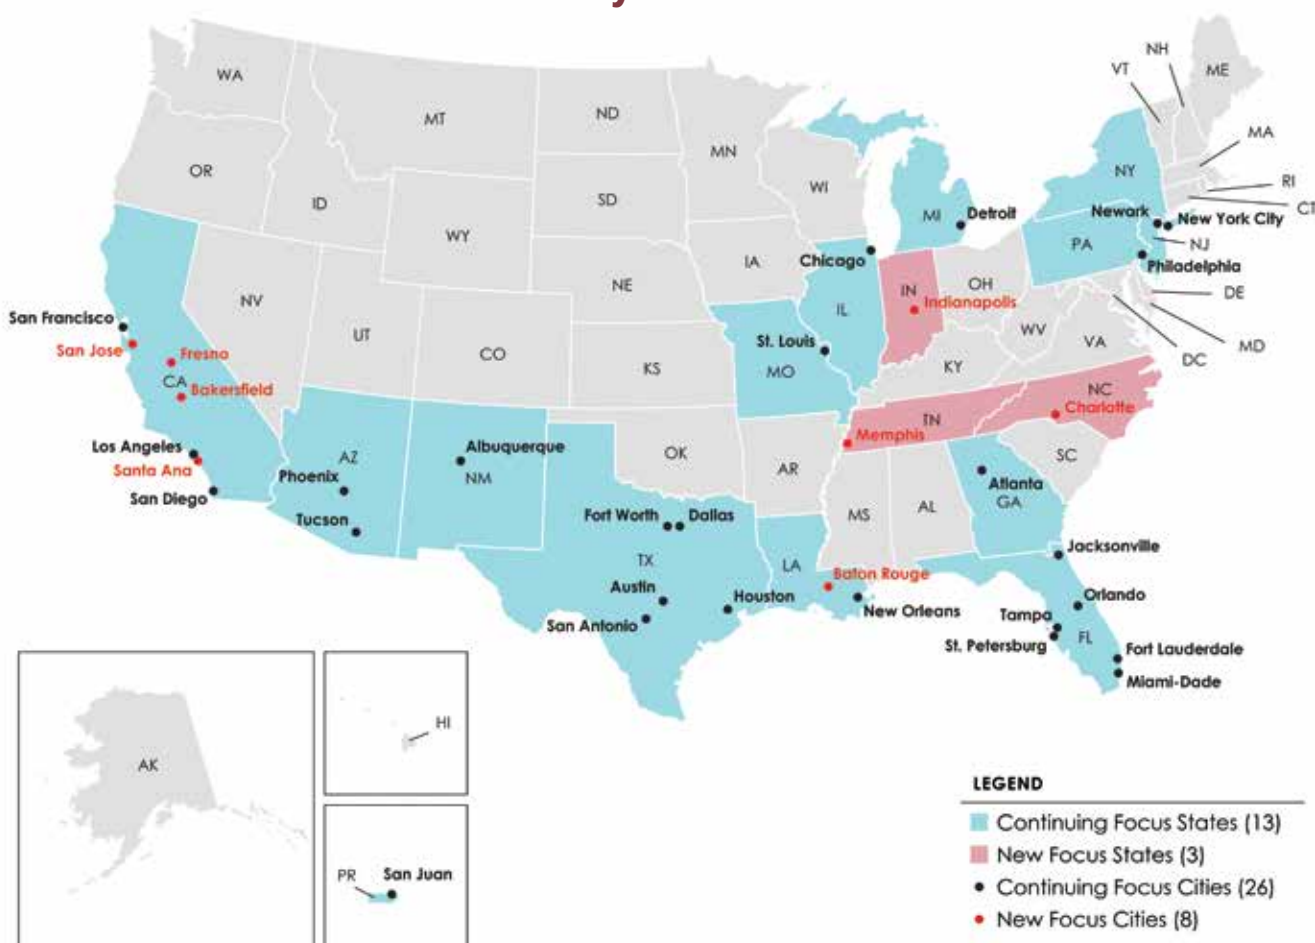 WA
MT
ND
MN
OR
ID
WY
SD
WI
MI
Detroit
NY
VT
NH
ME
MA
RI
CT
Newark
New York City
NJ
PA
Philadelphia
DE
MD
DC
NV
UT
CO
NE
IA
Chicago
IL
IN
Indianapolis
OH
WV
VA
KY
KS
MO
St. Louis
San Francisco
San Jose
Fresno
CA
Bakersfield
Los Angeles
Santa Ana
San Diego
AZ
Phoenix
Tucson
Albuquerque
NM
OK
AR
TN
Memphis
NC
Charlotte
SC
Atlanta
GA
AL
MS
Fort Worth
Dallas
TX
Austin
San Antonio
Houston
LA
Baton Rouge
New Orleans
Jacksonville
Orlando
Tampa
St. Petersburg
FL
Fort Lauderdale
Miami-Dade
AK
HI
PR
San Juan
LEGEND
Continuing Focus States (13)
New Focus States (3)
Continuing Focus Cities (26)
New Focus Cities (8)